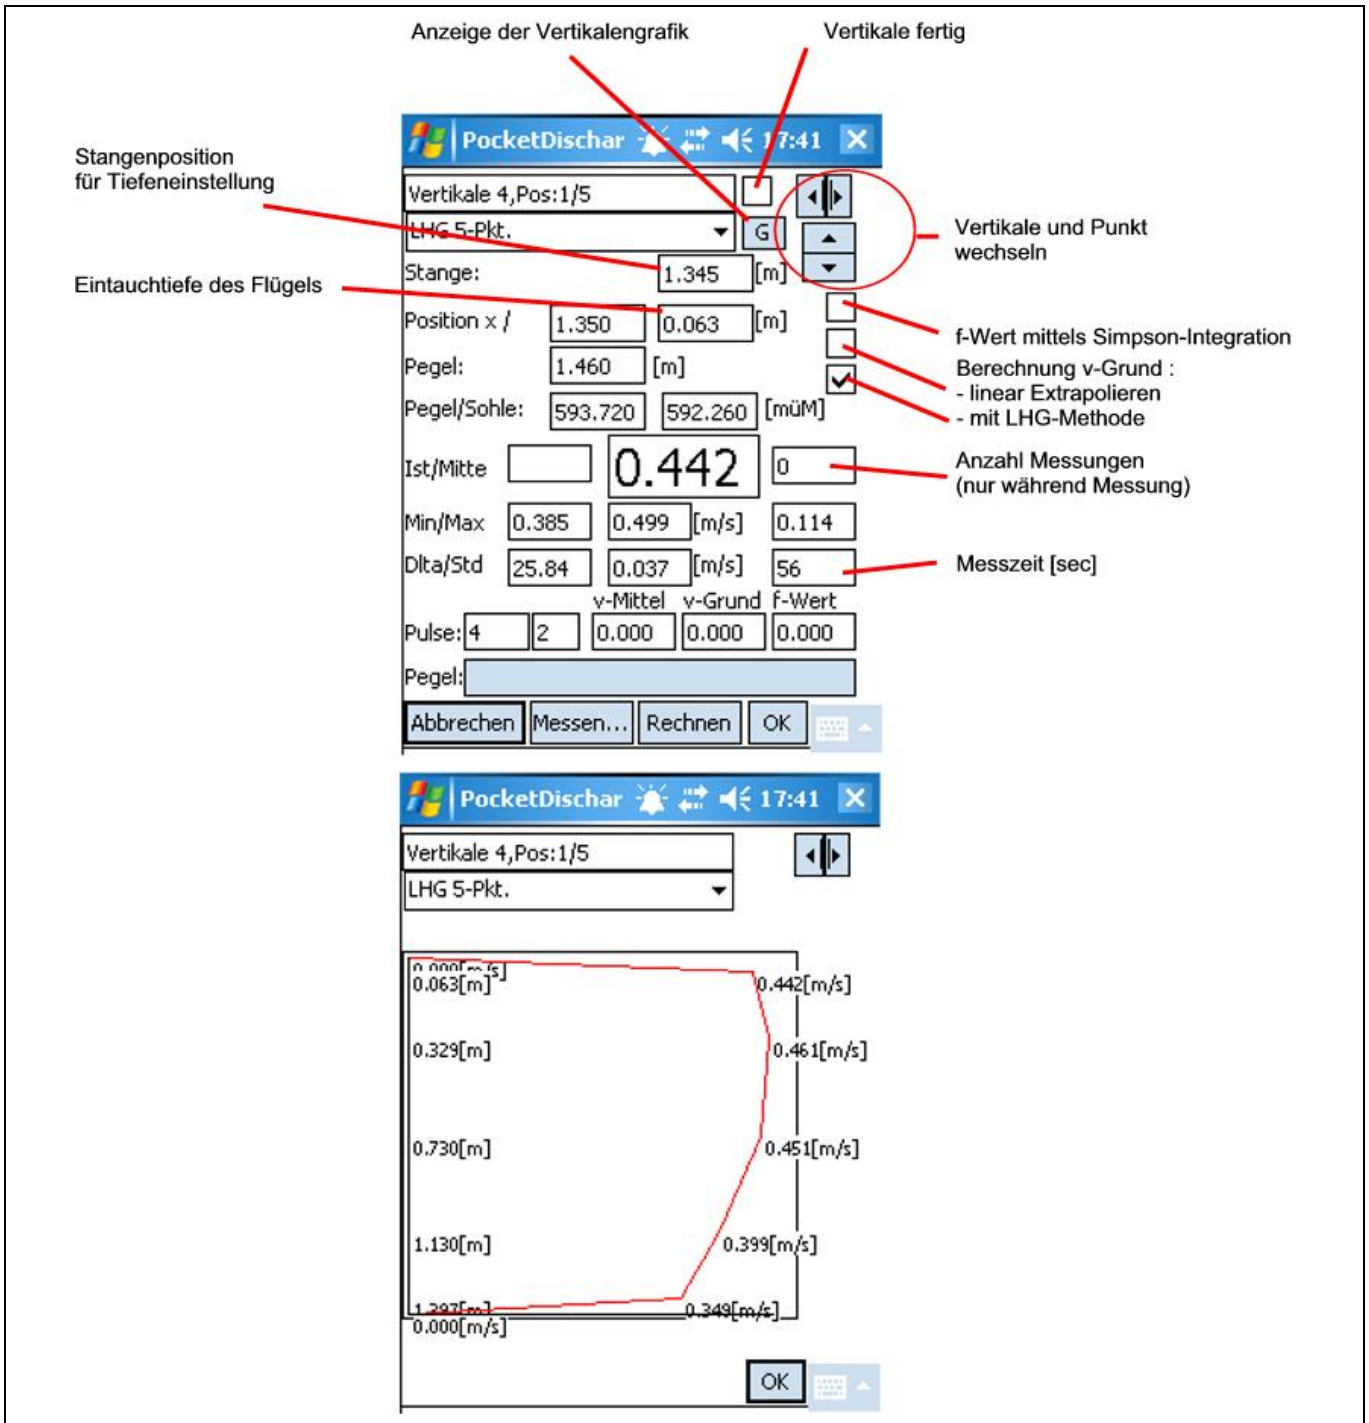 Anzeige der Vertikalengrafik
Vertikale fertig
PocketDischar 17:41
Stangenposition
für Tiefeneinstellung
Vertikale 4,Pos:1/5
LHG 5-Pkt.
G
Vertikale und Punkt
wechseln
Stange: 1.345 [m]
Eintauchtiefe des Flügels
Position x / 1.350 0.063 [m]
f-Wert mittels Simpson-Integration
Pegel: 1.460 [m]
Berechnung v-Grund :
- linear Extrapolieren
- mit LHG-Methode
Pegel/Sohle: 593.720 592.260 [müM]
Ist/Mitte 0.442 0
Anzahl Messungen
(nur während Messung)
Min/Max 0.385 0.499 [m/s] 0.114
Dlta/Std 25.84 0.037 [m/s] 56
Messzeit [sec]
v-Mittel v-Grund f-Wert
Pulse: 4 2 0.000 0.000 0.000
Pegel:
Abbrechen Messen... Rechnen OK
PocketDischar 17:41
Vertikale 4,Pos:1/5
LHG 5-Pkt.
0.000[m/s]
0.063[m] 0.442[m/s]
0.329[m] 0.461[m/s]
0.730[m] 0.451[m/s]
1.130[m] 0.399[m/s]
1.397[m] 0.349[m/s]
0.000[m/s]
OK